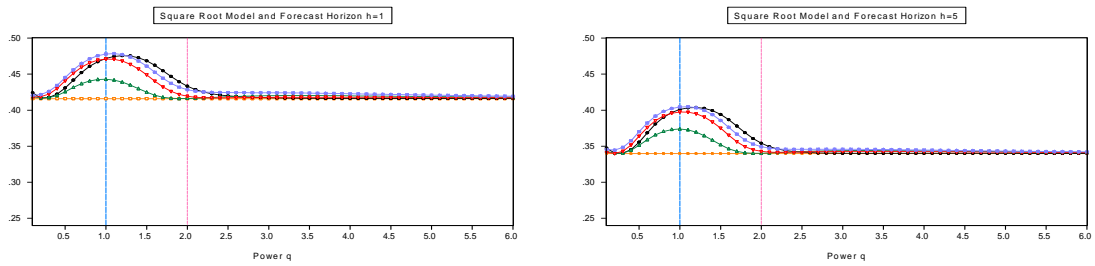 Square Root Model and Forecast Horizon h=1
.50
.45
.40
.35
.30
.25
0.5 1.0 1.5 2.0 2.5 3.0 3.5 4.0 4.5 5.0 5.5 6.0
Power q
Square Root Model and Forecast Horizon h=5
.50
.45
.40
.35
.30
.25
0.5 1.0 1.5 2.0 2.5 3.0 3.5 4.0 4.5 5.0 5.5 6.0
Power q